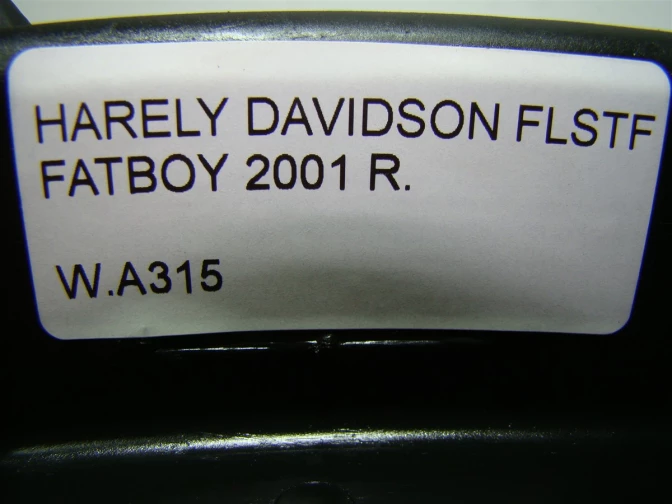 HARELY DAVIDSON FLSTF
FATBOY 2001 R.
W.A315